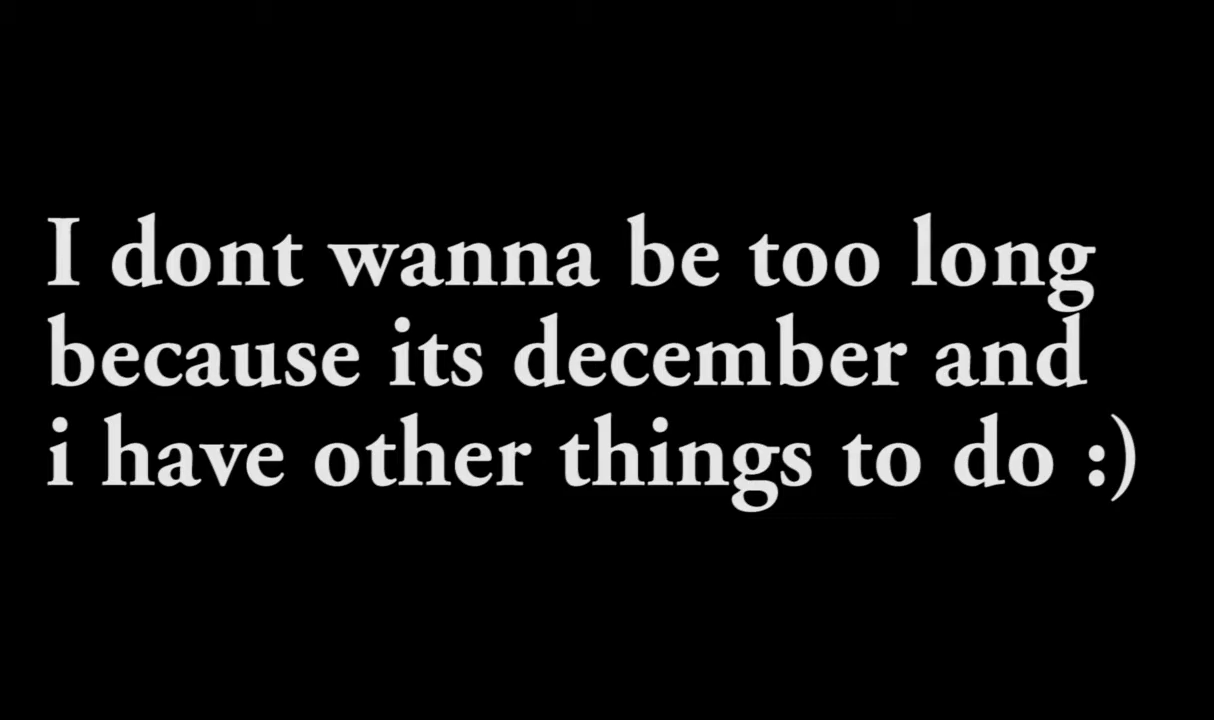 I dont wanna be too long
because its december and
i have other things to do :)